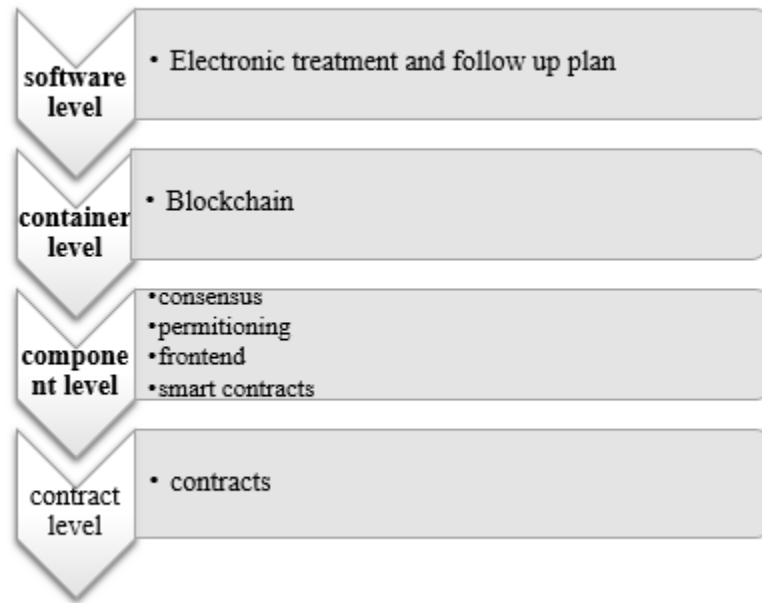 software
level
• Electronic treatment and follow up plan
container
level
• Blockchain
compone
nt level
•consensus
•permitioning
•frontend
•smart contracts
contract
level
• contracts